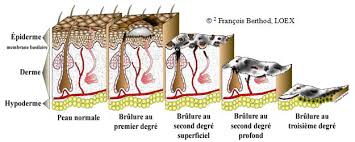 © ² François Berthod, LOEX
Épiderme
membrane basilaire
Derme
Hypoderme
Peau normale
Brûlure au
premier degré
Brûlure au
second degré
superficiel
Brûlure au
second degré
profond
Brûlure au
troisième degré